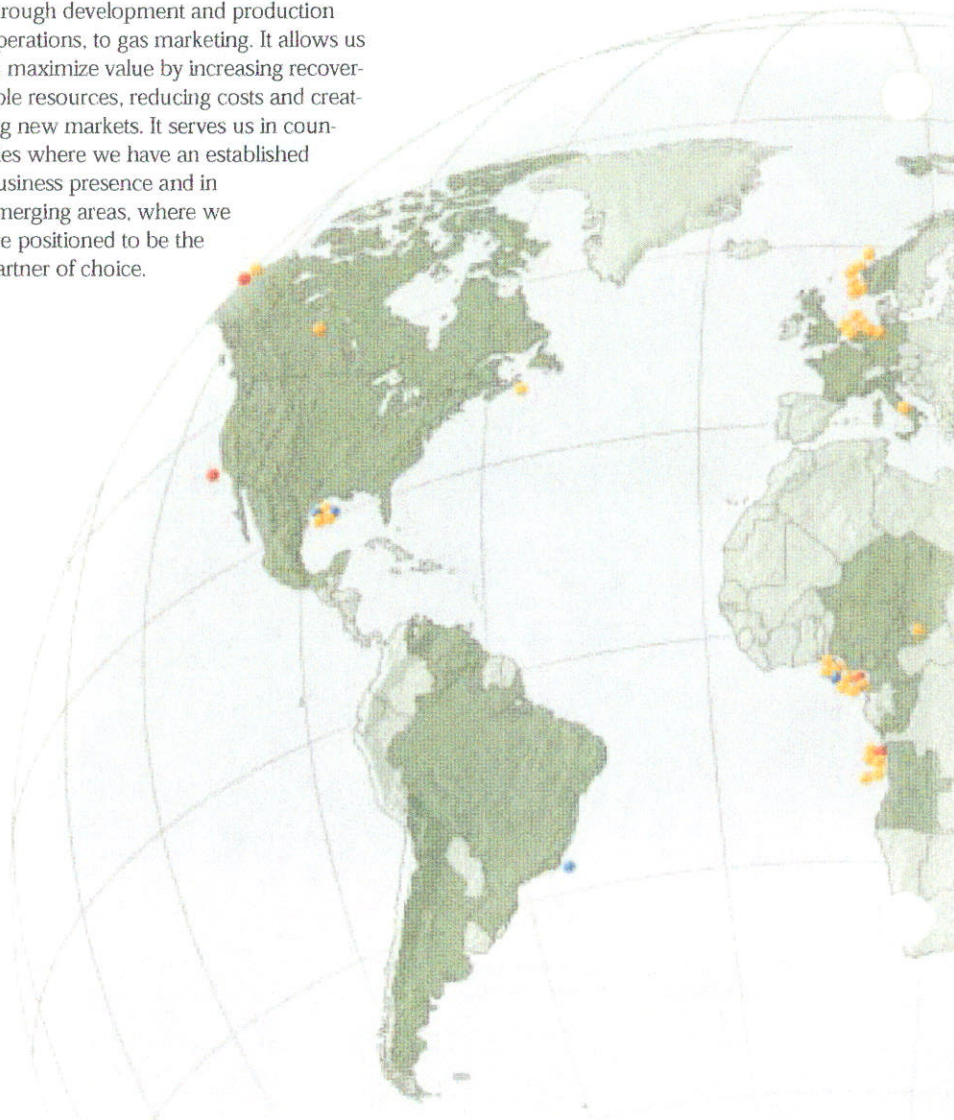 rough development and production
perations, to gas marketing. It allows us
maximize value by increasing recover-
ble resources, reducing costs and creat-
g new markets. It serves us in coun-
es where we have an established
usiness presence and in
merging areas, where we
e positioned to be the
artner of choice.